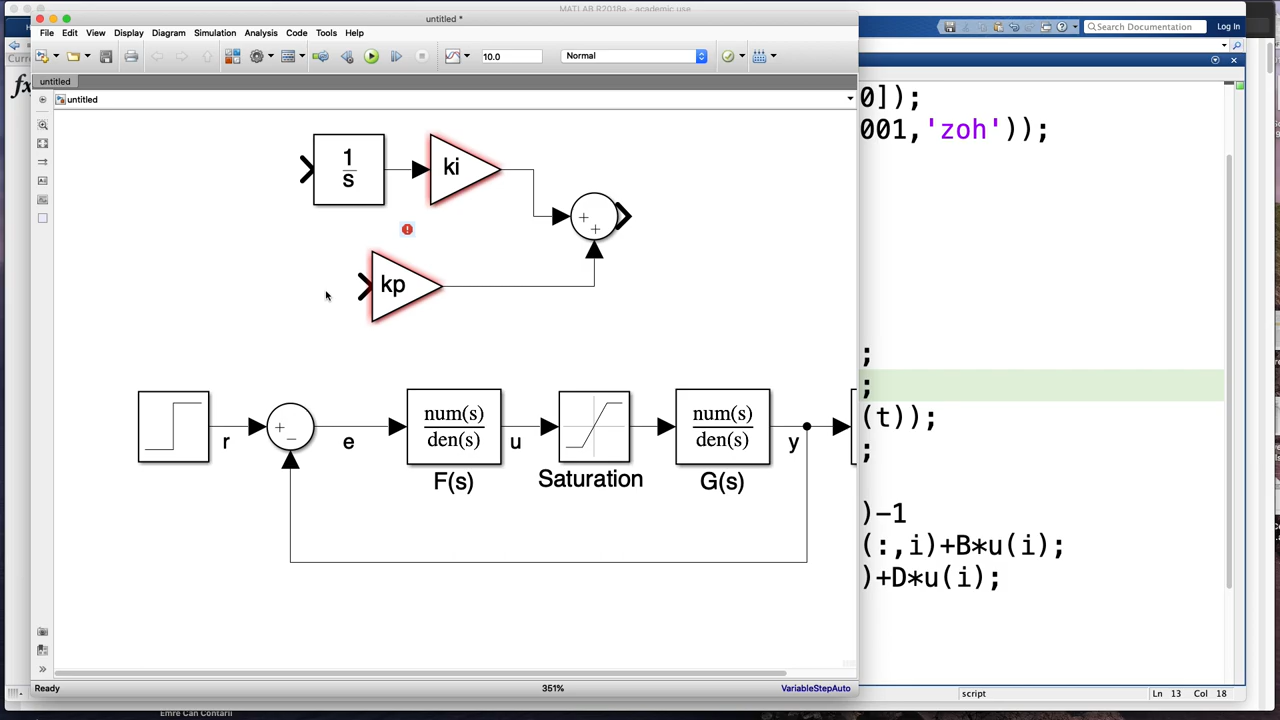 MATLAB R2018a - academic use
untitled *
File Edit View Display Diagram Simulation Analysis Code Tools Help
10.0 Normal
Search Documentation Log In
untitled
untitled
fx
1
s
ki
+
+
kp
r
+
−
e
num(s)
den(s)
u
num(s)
den(s)
y
F(s)
Saturation
G(s)
0]);
001,'zoh'));
;
;
(t));
;
)-1
(:,i)+B*u(i);
)+D*u(i);
Ready 351% VariableStepAuto
script Ln 13 Col 18
Emre Can Contarli